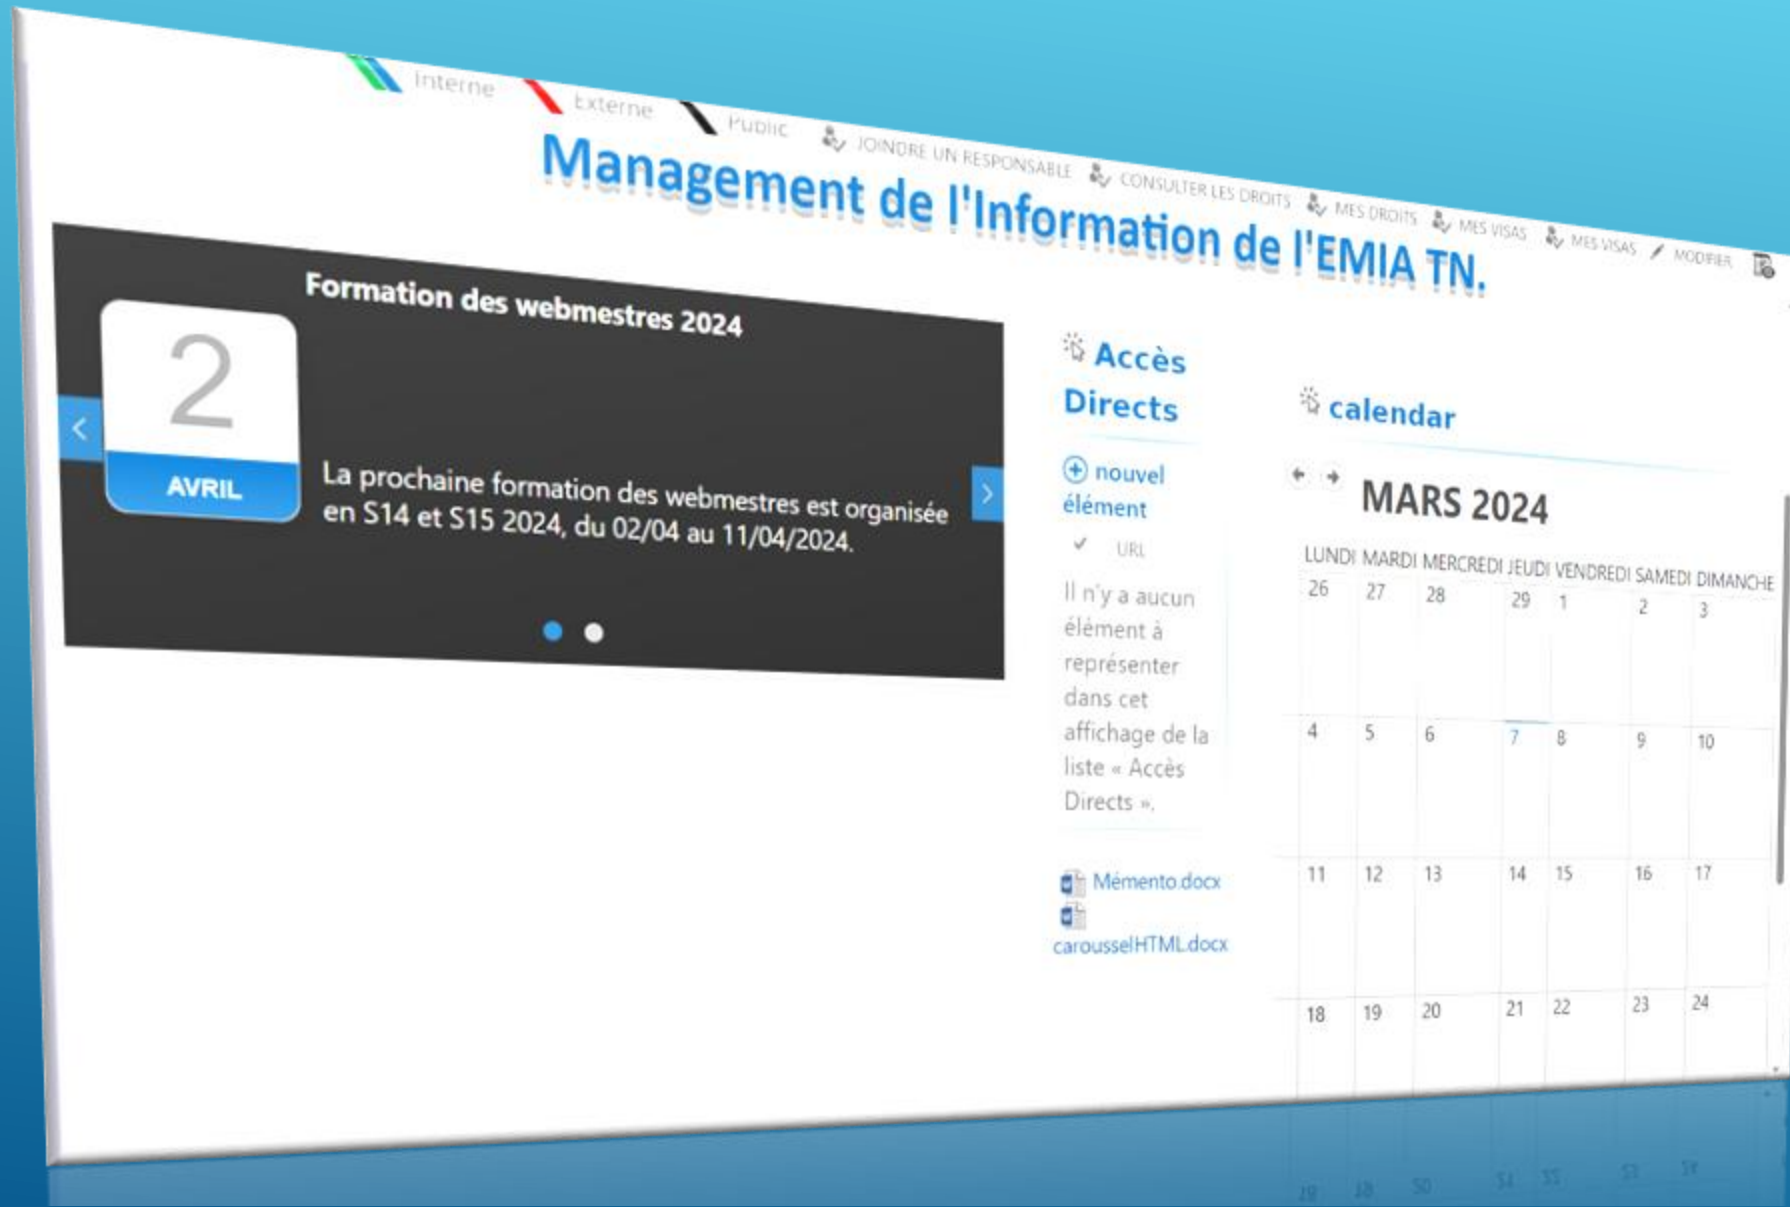 Interne Externe Public JOINDRE UN RESPONSABLE CONSULTER LES DROITS MES DROITS MES VISAS MES VISAS MODIFIER
Management de l'Information de l'EMIA TN.
Formation des webmestres 2024
2
AVRIL
La prochaine formation des webmestres est organisée
en S14 et S15 2024, du 02/04 au 11/04/2024.
Accès
Directs
nouvel
élément
URL
Il n'y a aucun
élément à
représenter
dans cet
affichage de la
liste « Accès
Directs ».
Mémento.docx
carousselHTML.docx
calendar
MARS 2024
LUNDI MARDI MERCREDI JEUDI VENDREDI SAMEDI DIMANCHE
26 27 28 29 1 2 3
4 5 6 7 8 9 10
11 12 13 14 15 16 17
18 19 20 21 22 23 24